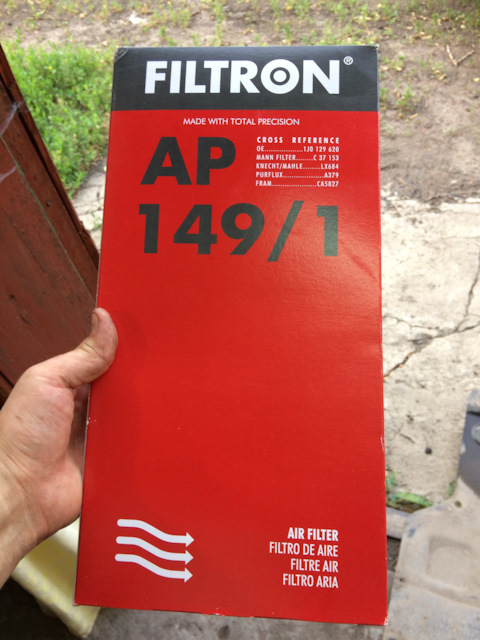 FILTRON®
MADE WITH TOTAL PRECISION
AP
149/1
CROSS REFERENCE
OE..................1J0 129 620
MANN FILTER.......C 37 153
KNECHT/MAHLE........LX684
PURFLUX......................A379
FRAM......................CA5827
AIR FILTER
FILTRO DE AIRE
FILTRE AIR
FILTRO ARIA